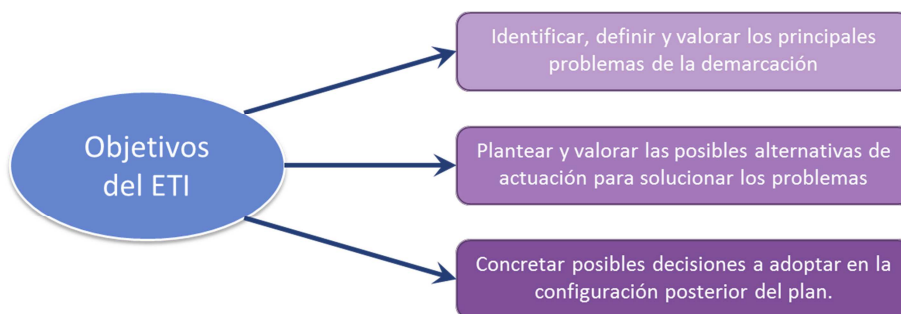 Objetivos
del ETI
Identificar, definir y valorar los principales
problemas de la demarcación
Plantear y valorar las posibles alternativas de
actuación para solucionar los problemas
Concretar posibles decisiones a adoptar en la
configuración posterior del plan.